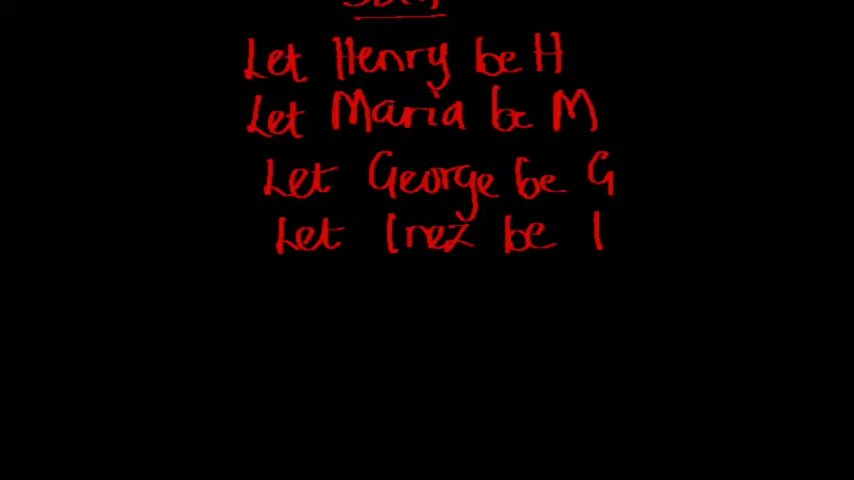 Let Henry be H
Let Maria be M
Let George be G
Let Inez be I